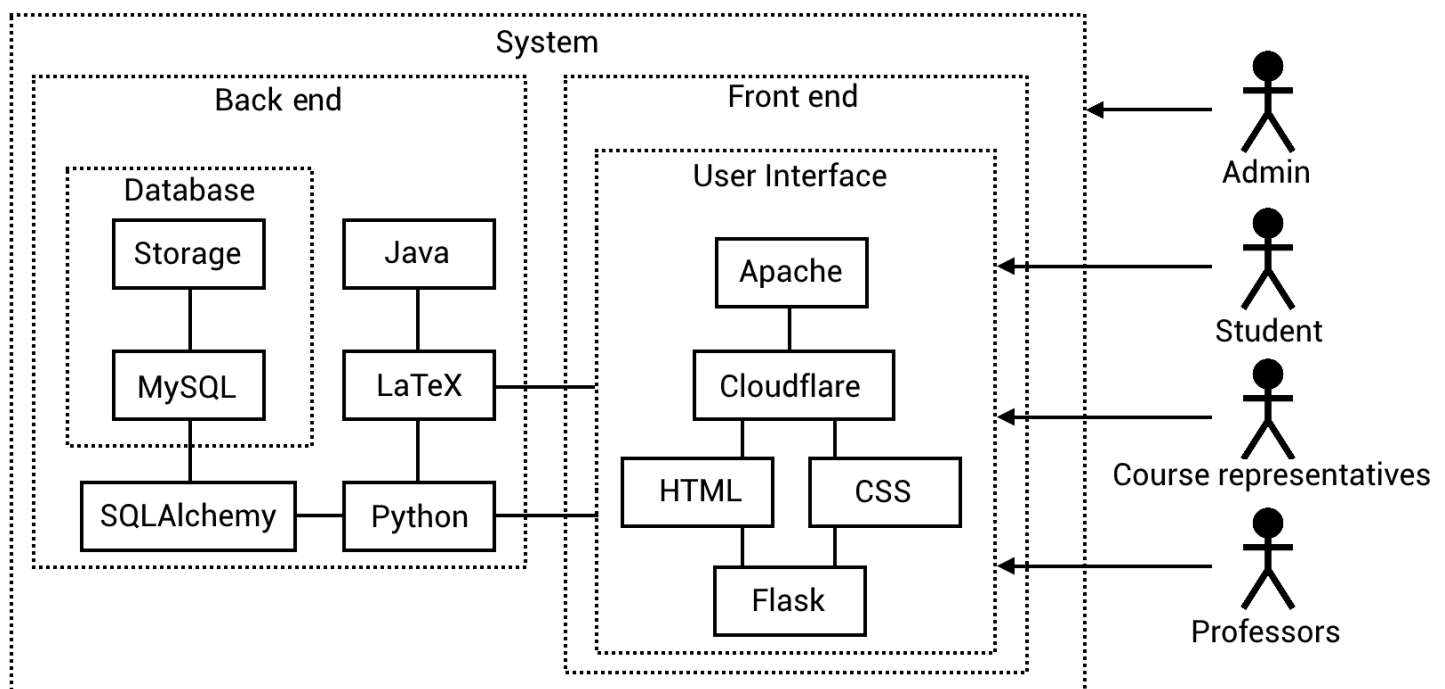 System
Back end
Front end
Database
User Interface
Storage
Java
Apache
MySQL
LaTeX
Cloudflare
HTML
CSS
SQLAlchemy
Python
Flask
Admin
Student
Course representatives
Professors